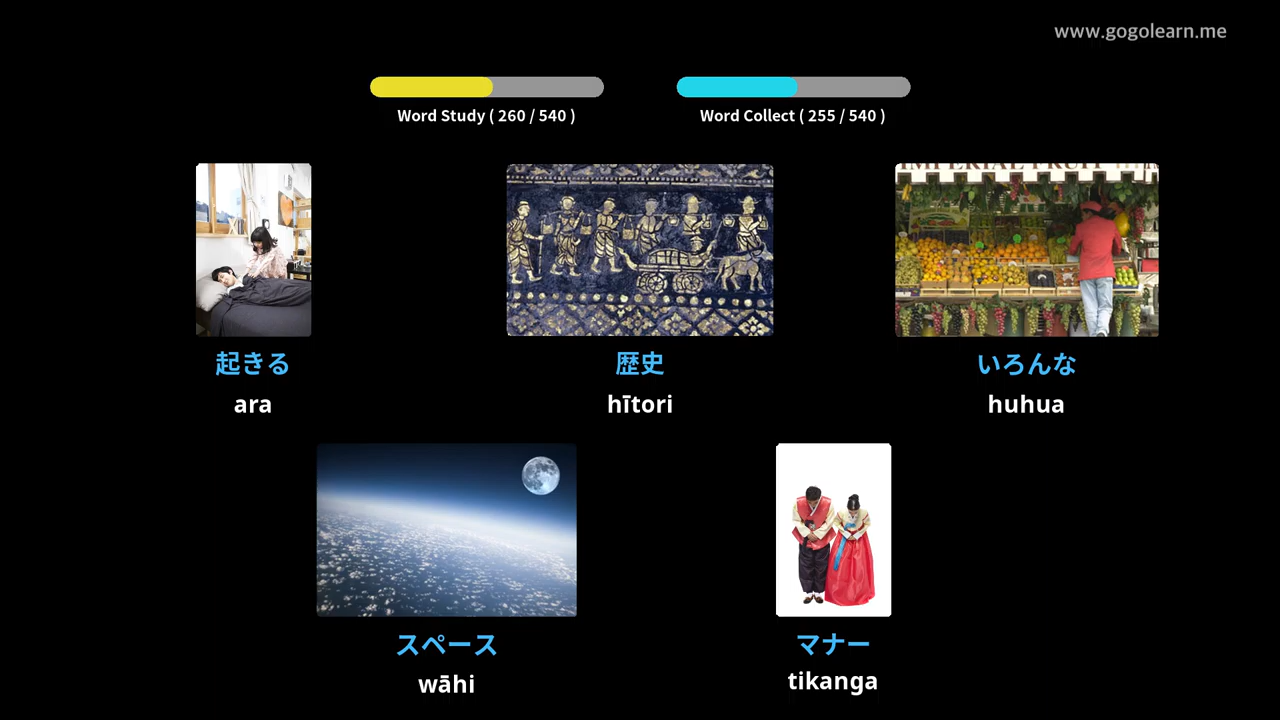 www.gogolearn.me
Word Study ( 260 / 540 )
Word Collect ( 255 / 540 )
起きる
ara
歴史
hītori
いろんな
huhua
スペース
wāhi
マナー
tikanga